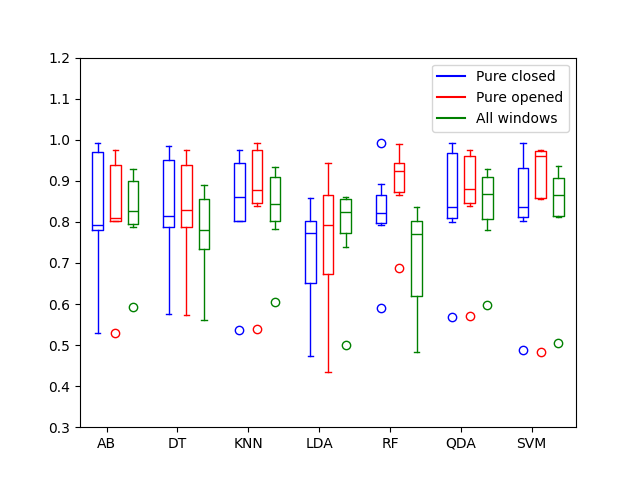 1.2
1.1
1.0
0.9
0.8
0.7
0.6
0.5
0.4
0.3
Pure closed
Pure opened
All windows
AB DT KNN LDA RF QDA SVM